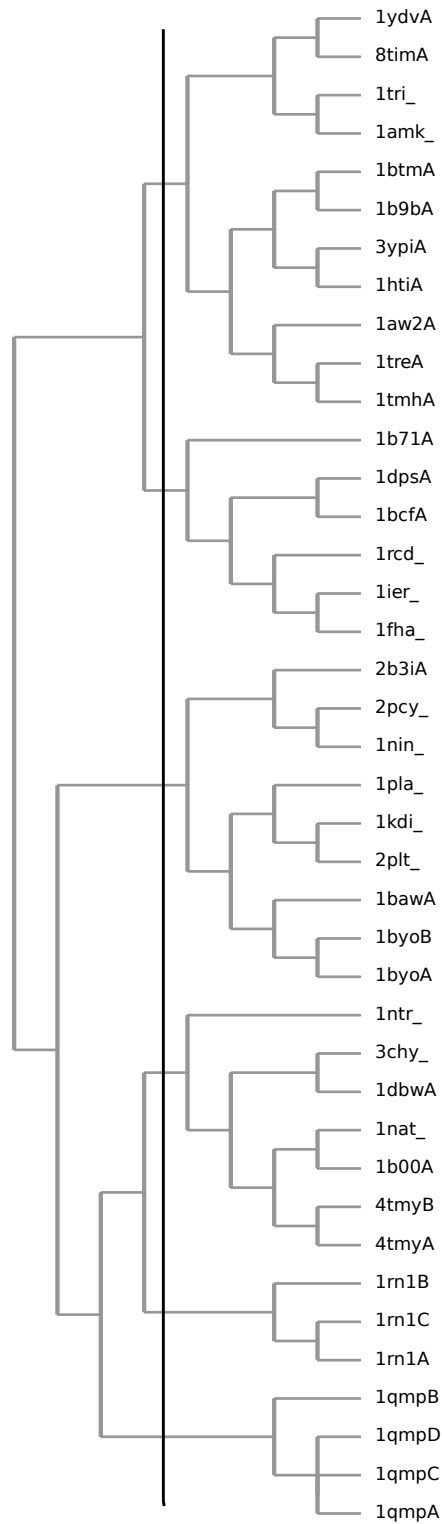 1ydvA
8timA
1tri_
1amk_
1btmA
1b9bA
3ypiA
1htiA
1aw2A
1treA
1tmhA
1b71A
1dpsA
1bcfA
1rcd_
1ier_
1fha_
2b3iA
2pcy_
1nin_
1pla_
1kdi_
2plt_
1bawA
1byoB
1byoA
1ntr_
3chy_
1dbwA
1nat_
1b00A
4tmyB
4tmyA
1rn1B
1rn1C
1rn1A
1qmpB
1qmpD
1qmpC
1qmpA